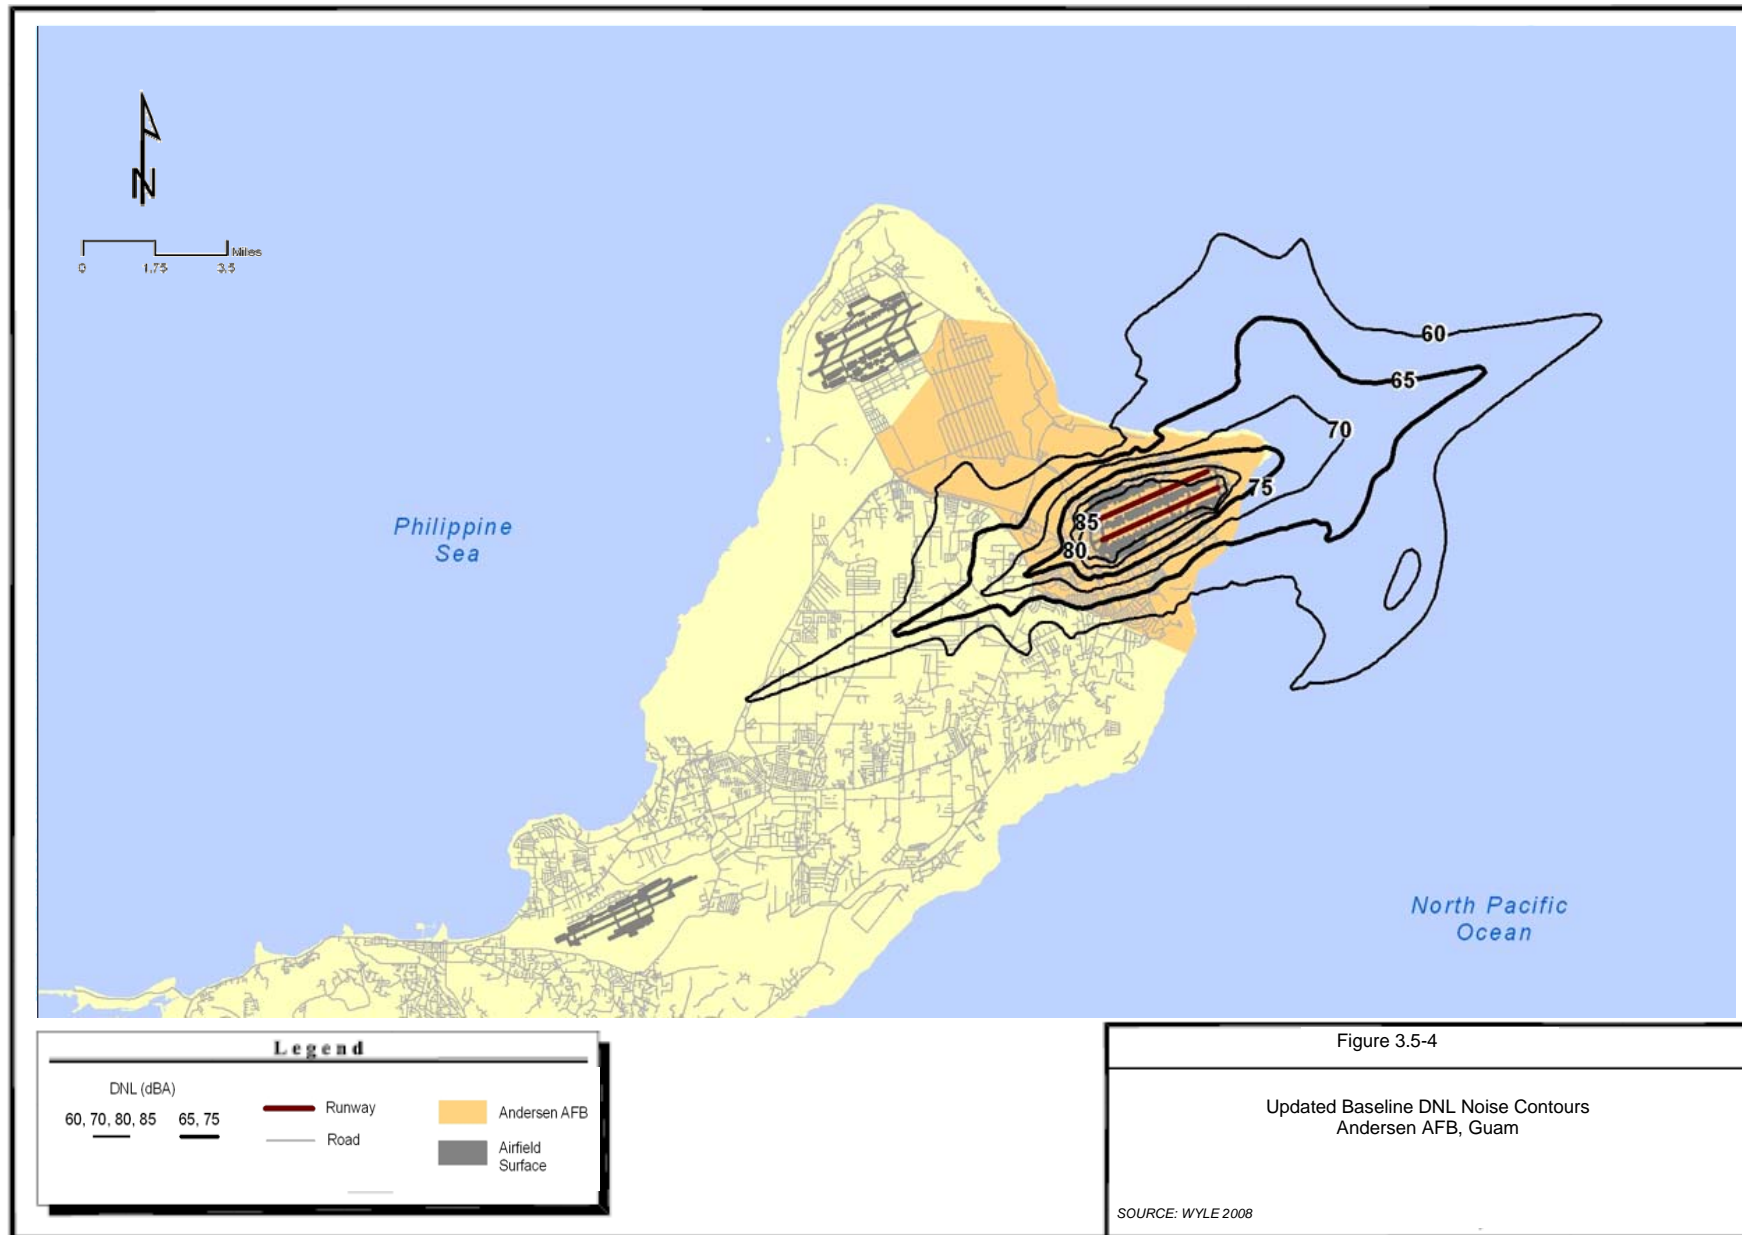 N
Miles
0 1.75 3.5
60
65
70
75
85
80
Philippine
Sea
North Pacific
Ocean
Legend
DNL (dBA)
60, 70, 80, 85 65, 75
Runway
Road
Andersen AFB
Airfield
Surface
Figure 3.5-4
Updated Baseline DNL Noise Contours
Andersen AFB, Guam
SOURCE: WYLE 2008